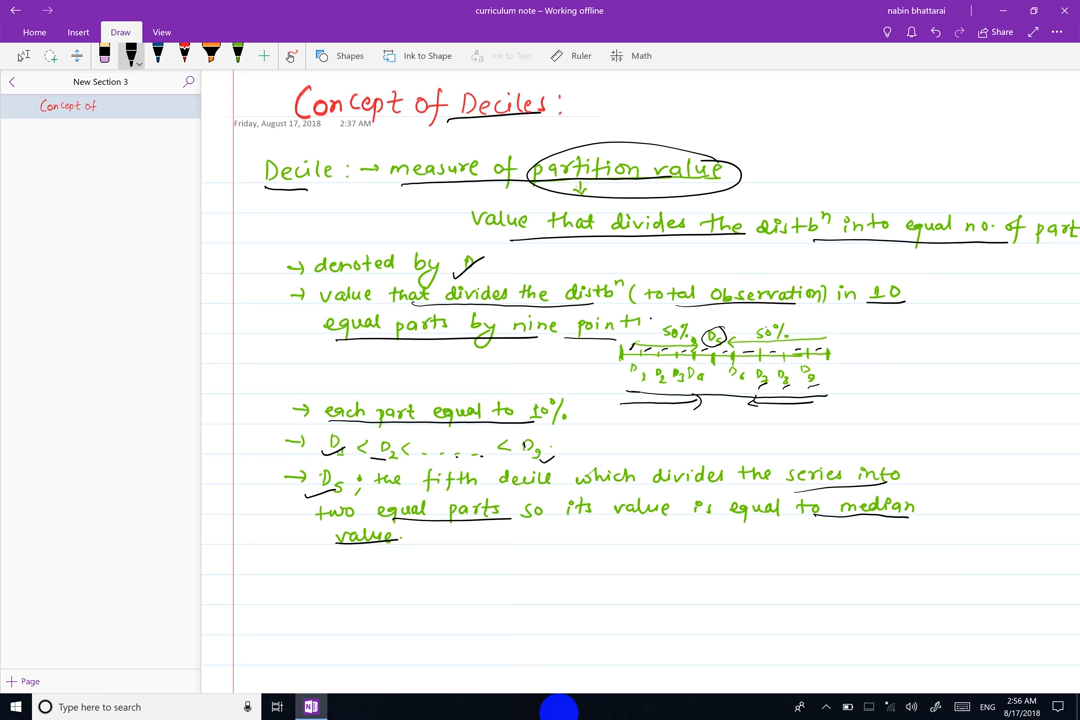 curriculum note – Working offline
nabin bhattarai
Home Insert Draw View
Share
Shapes Ink to Shape Ink to Text Ruler Math
New Section 3
Concept of
Concept of Deciles:
Friday, August 17, 2018 2:37 AM
Decile: → measure of partition value
value that divides the distbⁿ into equal no. of part
→ denoted by D
→ value that divides the distbⁿ (total observation) in 10
equal parts by nine point
50% D5 50%
D1 D2 D3 D4 D6 D7 D8 D9
→ each part equal to 10%
→ D1 < D2 < ...... < D9.
→ D5; the fifth decile which divides the series into
two equal parts so its value is equal to median
value.
Page
Type here to search
ENG
2:56 AM
8/17/2018